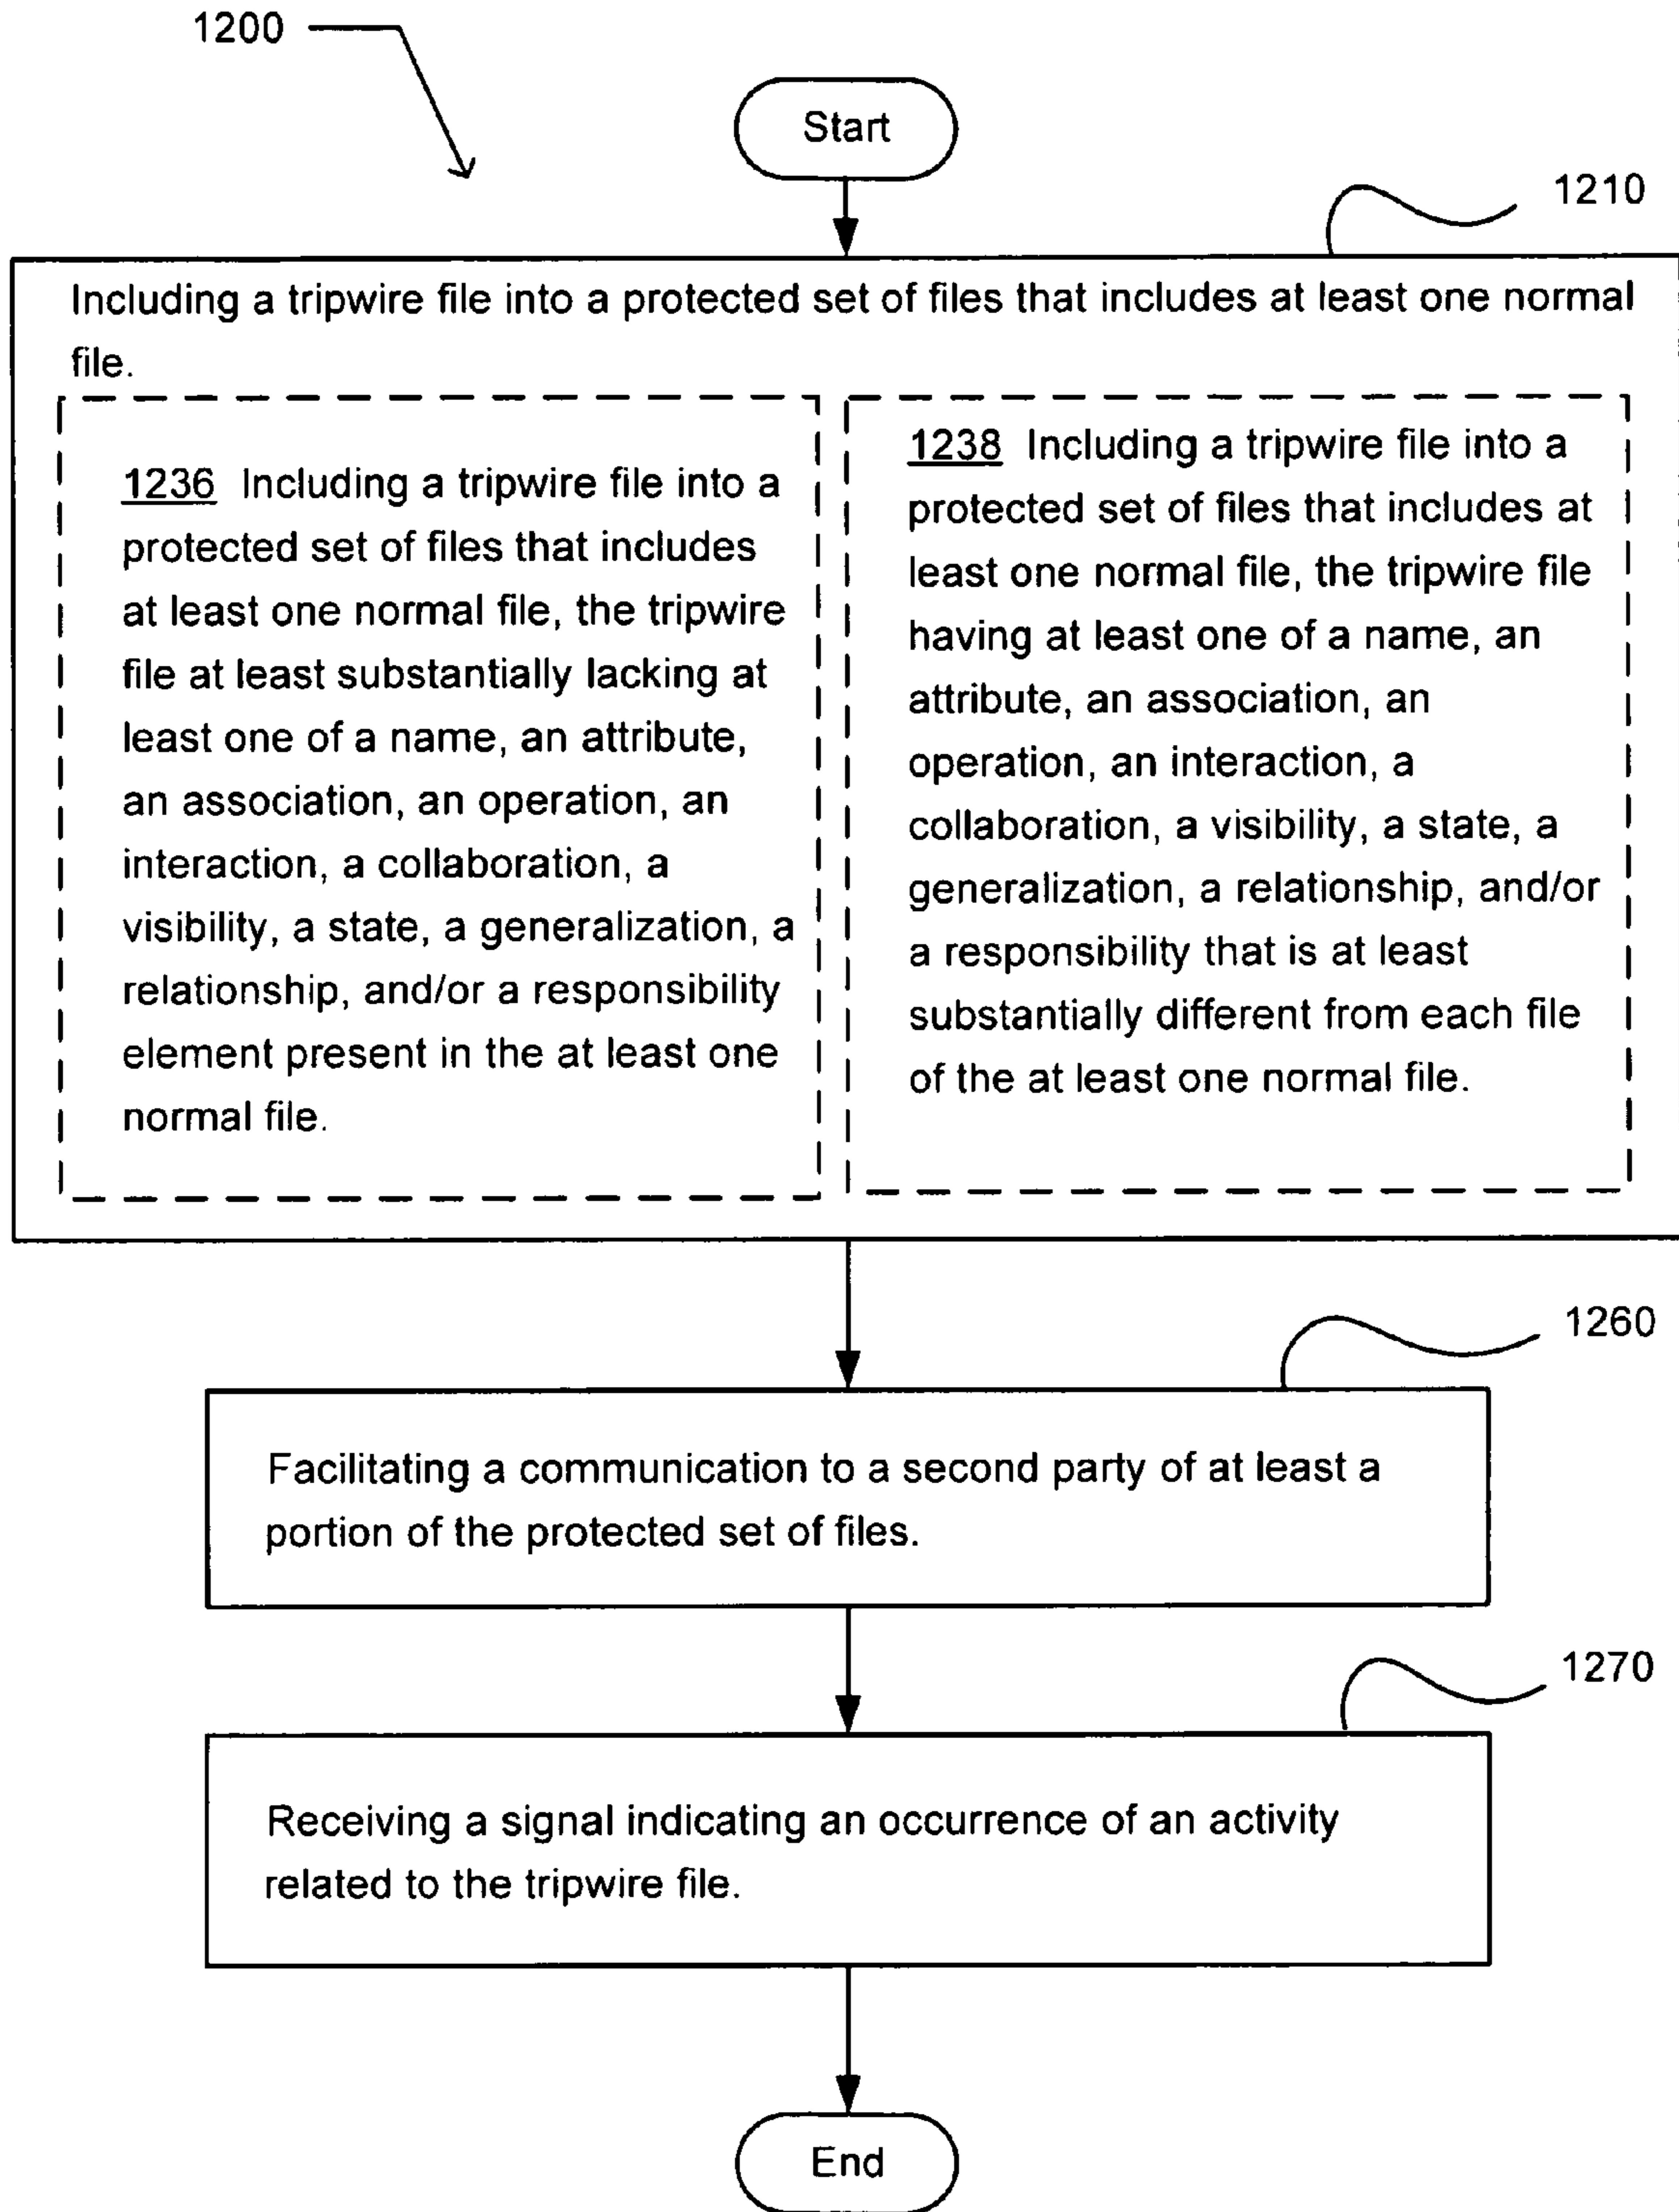 1200
Start
1210
Including a tripwire file into a protected set of files that includes at least one normal
file.
1236 Including a tripwire file into a
protected set of files that includes
at least one normal file, the tripwire
file at least substantially lacking at
least one of a name, an attribute,
an association, an operation, an
interaction, a collaboration, a
visibility, a state, a generalization, a
relationship, and/or a responsibility
element present in the at least one
normal file.
1238 Including a tripwire file into a
protected set of files that includes at
least one normal file, the tripwire file
having at least one of a name, an
attribute, an association, an
operation, an interaction, a
collaboration, a visibility, a state, a
generalization, a relationship, and/or
a responsibility that is at least
substantially different from each file
of the at least one normal file.
1260
Facilitating a communication to a second party of at least a
portion of the protected set of files.
1270
Receiving a signal indicating an occurrence of an activity
related to the tripwire file.
End